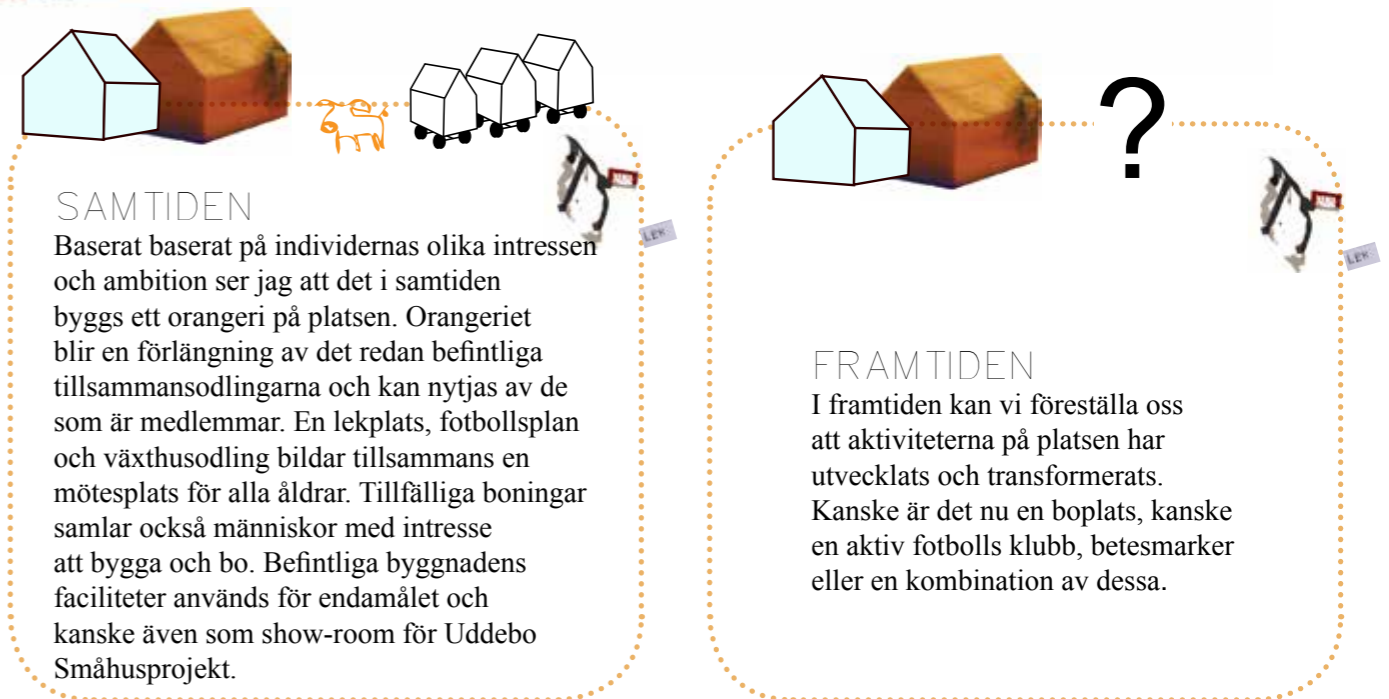 SAMTIDEN
Baserat baserat på individernas olika intressen
och ambition ser jag att det i samtiden
byggs ett orangeri på platsen. Orangeriet
blir en förlängning av det redan befintliga
tillsammansodlingarna och kan nytjas av de
som är medlemmar. En lekplats, fotbollsplan
och växthusodling bildar tillsammans en
mötesplats för alla åldrar. Tillfälliga boningar
samlar också människor med intresse
att bygga och bo. Befintliga byggnadens
faciliteter används för endamålet och
kanske även som show-room för Uddebo
Småhusprojekt.
LEK
?
FRAMTIDEN
I framtiden kan vi föreställa oss
att aktiviteterna på platsen har
utvecklats och transformerats.
Kanske är det nu en boplats, kanske
en aktiv fotbolls klubb, betesmarker
eller en kombination av dessa.
LEK